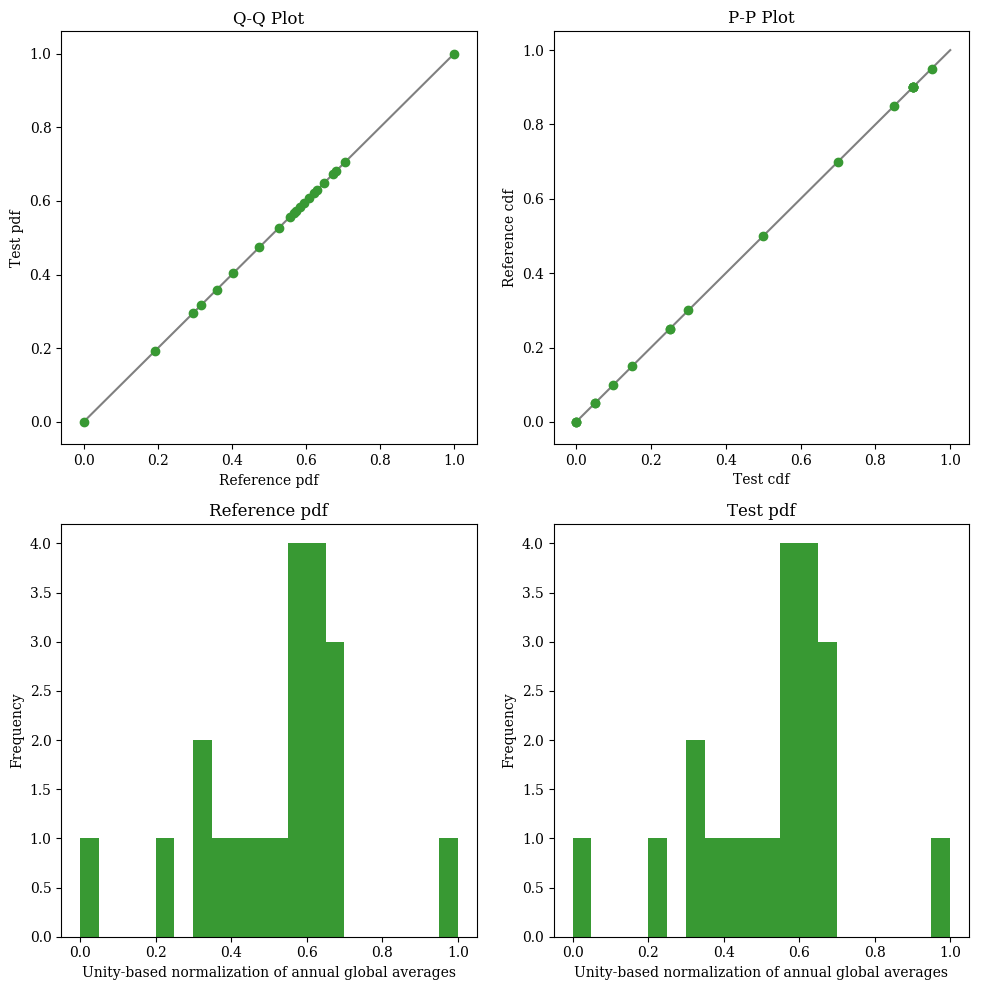 Q-Q Plot
1.0
0.8
0.6
0.4
0.2
0.0
Test pdf
0.0 0.2 0.4 0.6 0.8 1.0
Reference pdf
P-P Plot
1.0
0.8
0.6
0.4
0.2
0.0
Reference cdf
0.0 0.2 0.4 0.6 0.8 1.0
Test cdf
Reference pdf
4.0
3.5
3.0
2.5
2.0
1.5
1.0
0.5
0.0
Frequency
0.0 0.2 0.4 0.6 0.8 1.0
Unity-based normalization of annual global averages
Test pdf
4.0
3.5
3.0
2.5
2.0
1.5
1.0
0.5
0.0
Frequency
0.0 0.2 0.4 0.6 0.8 1.0
Unity-based normalization of annual global averages